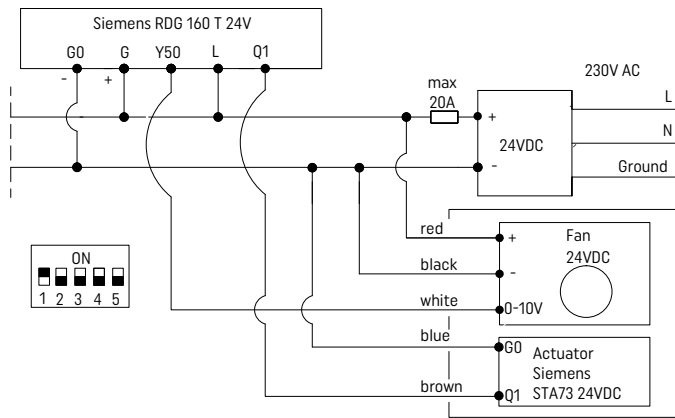 Siemens RDG 160 T 24V
G0 G Y50 L Q1
- +
max
20A
230V AC
L
N
Ground
+
24VDC
-
red
black
white
blue
brown
+ Fan
24VDC
-
0-10V
G0 Actuator
Siemens
Q1 STA73 24VDC
ON
1 2 3 4 5